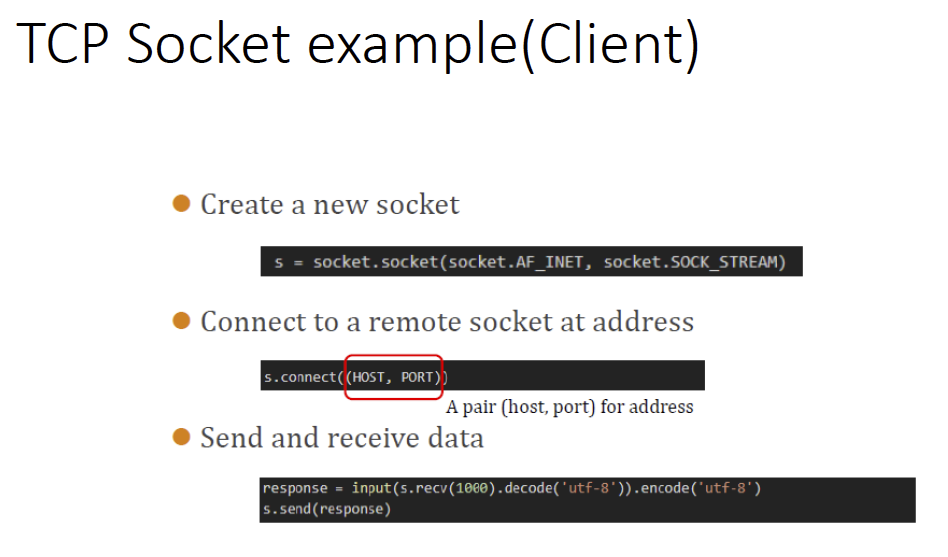 TCP Socket example(Client)
Create a new socket
s = socket.socket(socket.AF_INET, socket.SOCK_STREAM)
Connect to a remote socket at address
s.connect((HOST, PORT))
A pair (host, port) for address
Send and receive data
response = input(s.recv(1000).decode('utf-8')).encode('utf-8')
s.send(response)